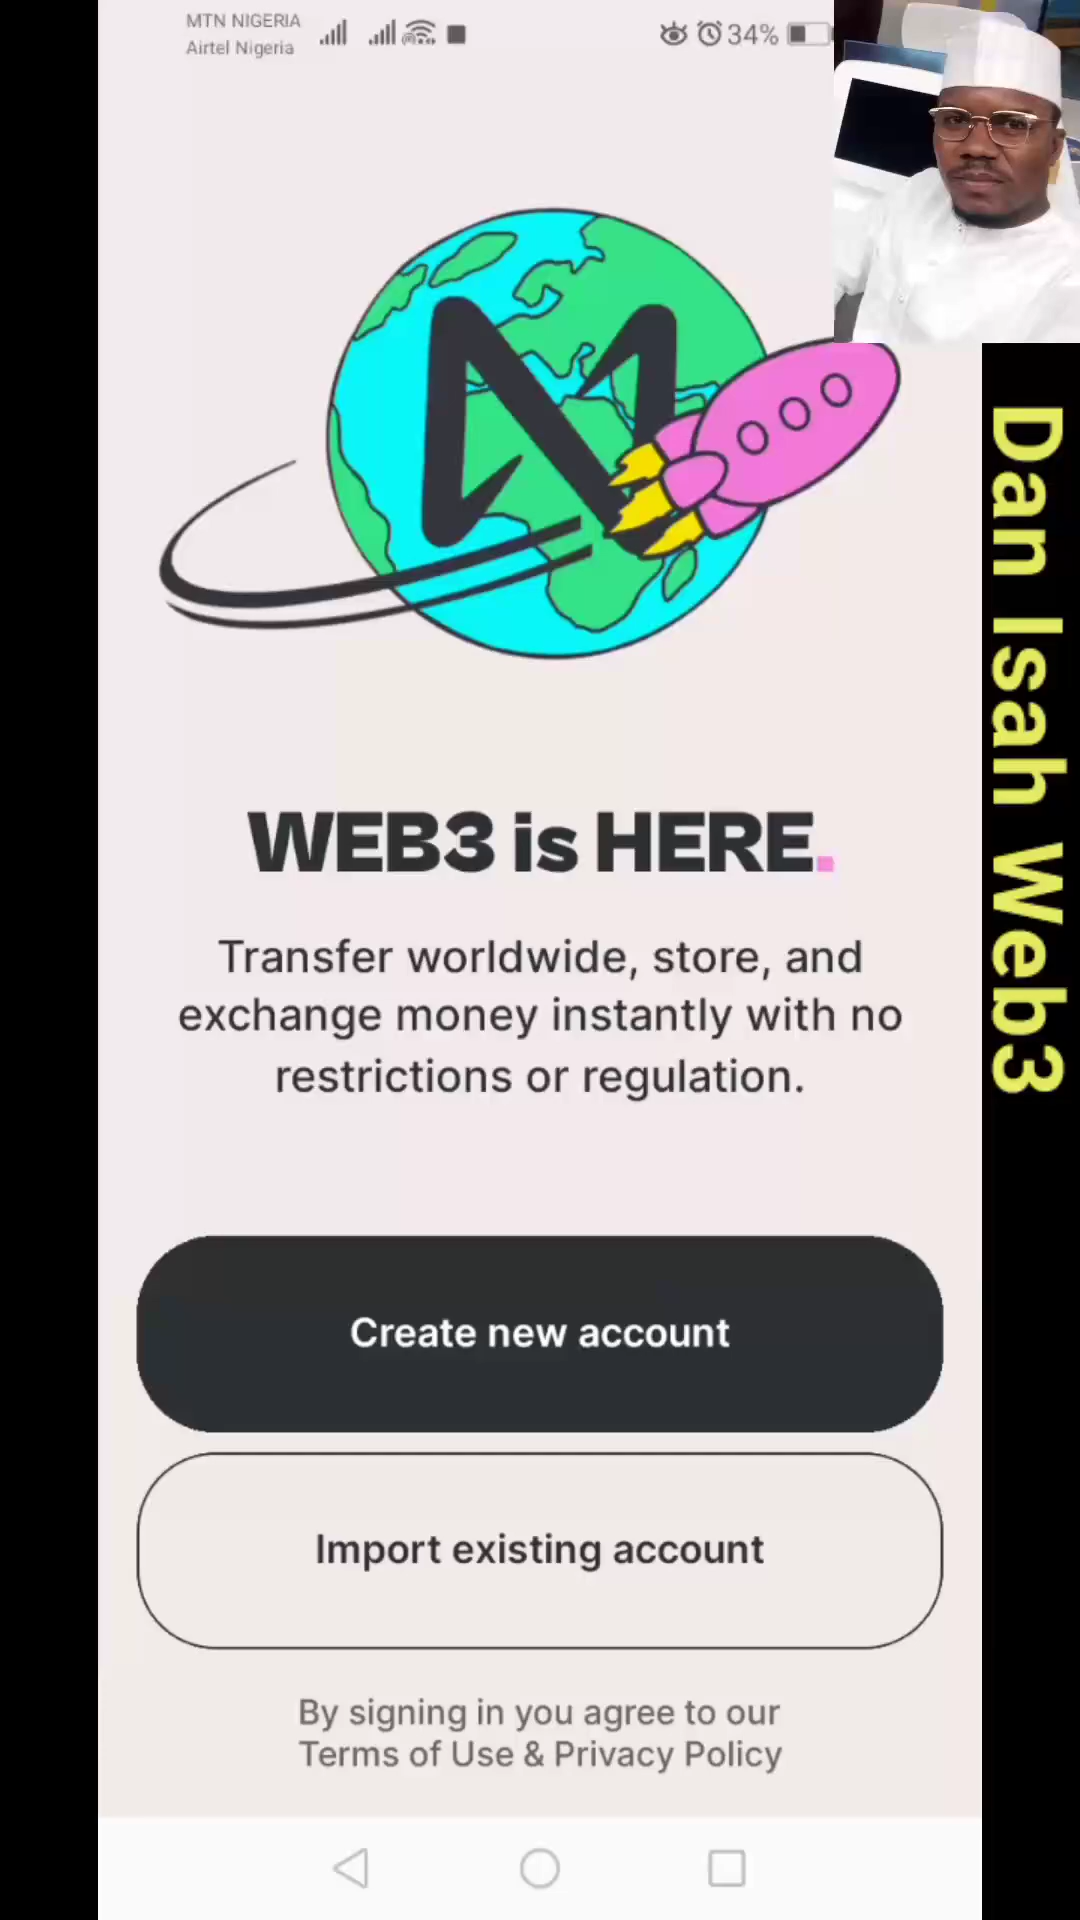 MTN NIGERIA
Airtel Nigeria
34%
WEB3 is HERE.
Transfer worldwide, store, and
exchange money instantly with no
restrictions or regulation.
Create new account
Import existing account
By signing in you agree to our
Terms of Use & Privacy Policy
Dan Isah Web3